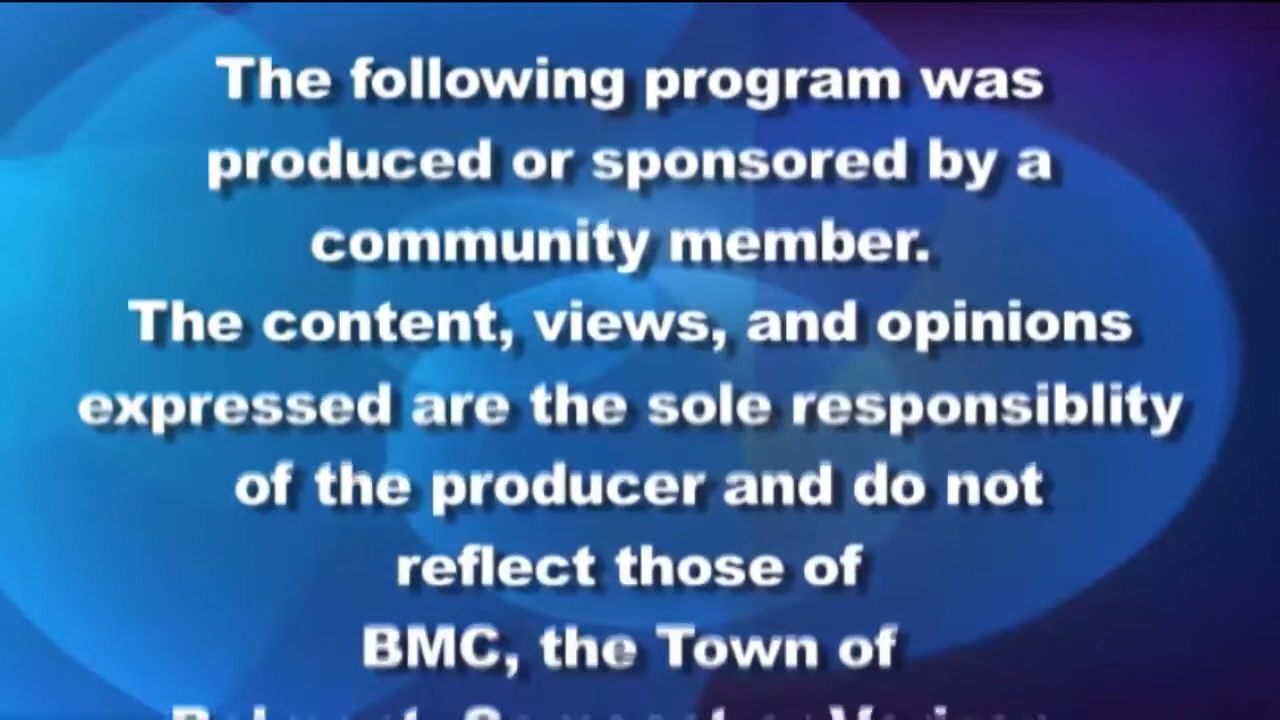 The following program was
produced or sponsored by a
community member.
The content, views, and opinions
expressed are the sole responsiblity
of the producer and do not
reflect those of
BMC, the Town of